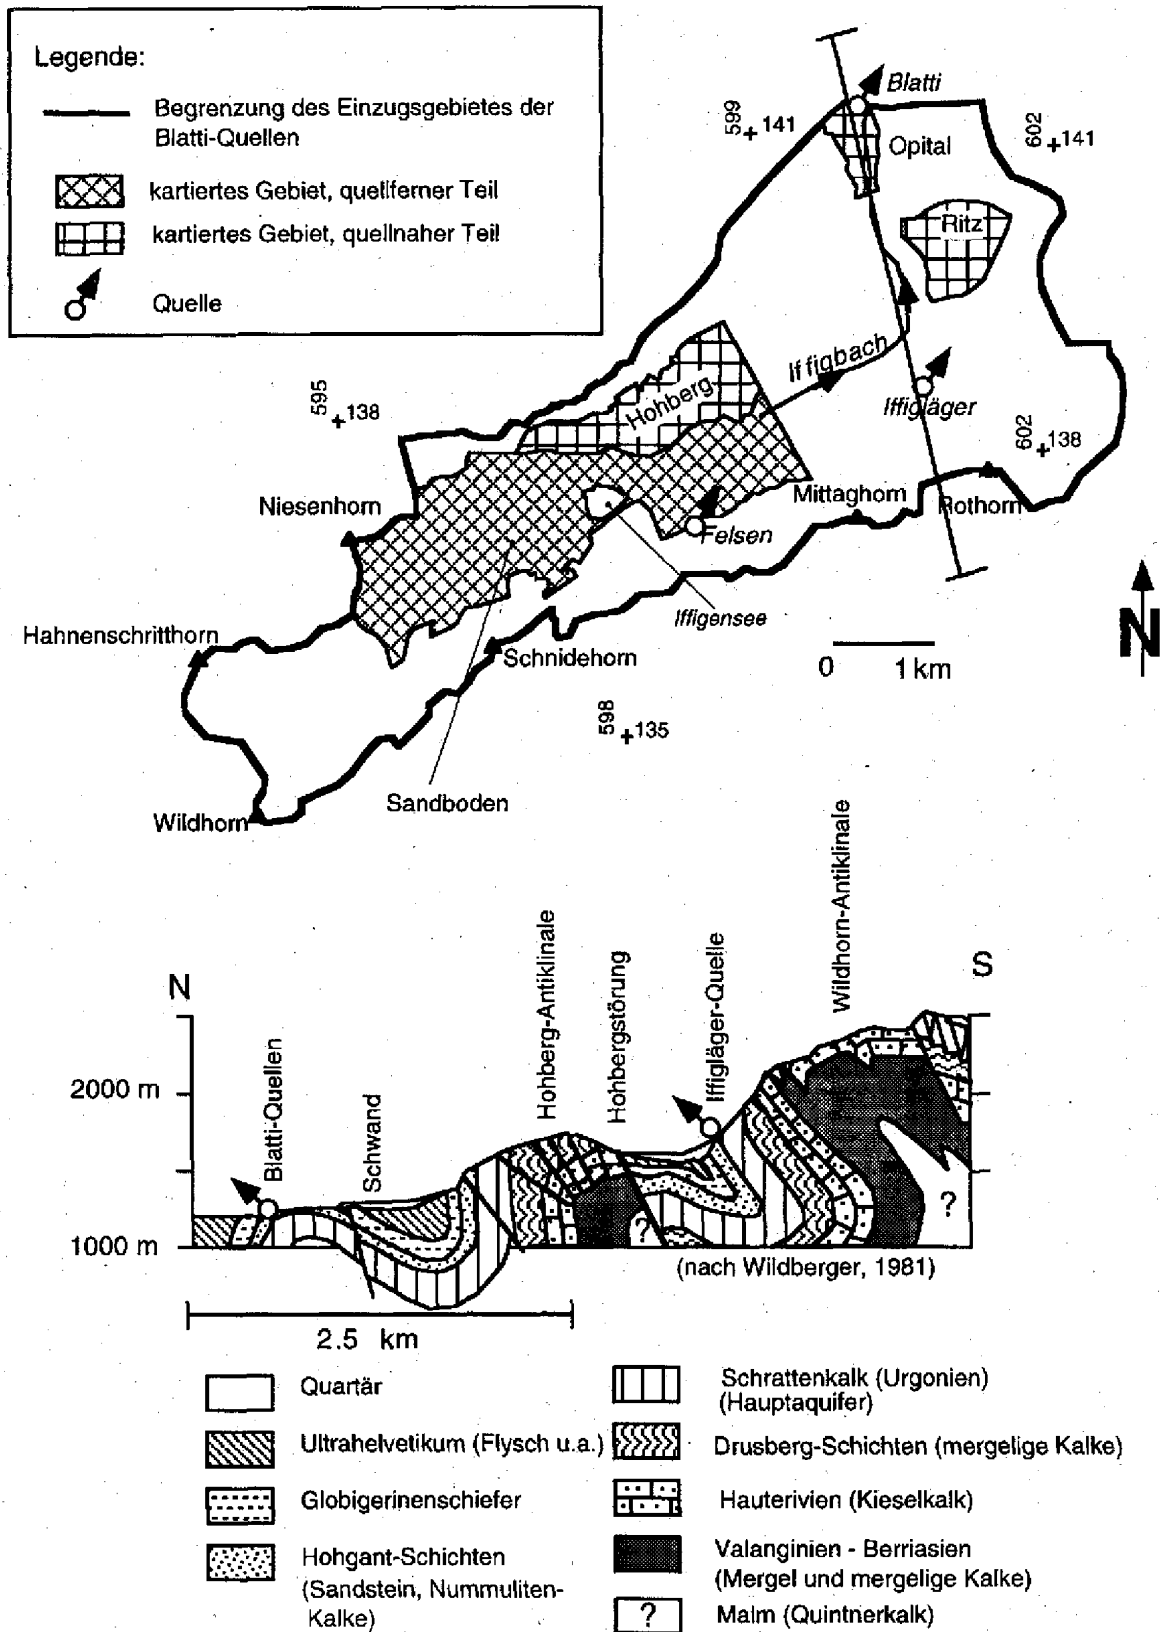 Legende:
Begrenzung des Einzugsgebietes der
Blatti-Quellen
kartiertes Gebiet, quellferner Teil
kartiertes Gebiet, quellnaher Teil
Quelle
Blatti
599
+141
Opital
602
+141
Ritz
Iffigbach
Hohberg
595
+138
Iffigläger
602
+138
Niesenhorn
Mittaghorn
Rothorn
Felsen
Iffigensee
Hahnenschritthorn
Schnidehorn
0 1 km
N
598
+135
Sandboden
Wildhorn
N
S
Blatti-Quellen
Schwand
Hohberg-Antiklinale
Hohbergstörung
Iffigläger-Quelle
Wildhorn-Antiklinale
2000 m
1000 m
?
?
(nach Wildberger, 1981)
2.5 km
Quartär
Ultrahelvetikum (Flysch u.a.)
Globigerinenschiefer
Hohgant-Schichten
(Sandstein, Nummuliten-
Kalke)
Schrattenkalk (Urgonien)
(Hauptaquifer)
Drusberg-Schichten (mergelige Kalke)
Hauterivien (Kieselkalk)
Valanginien - Berriasien
(Mergel und mergelige Kalke)
? Malm (Quintnerkalk)